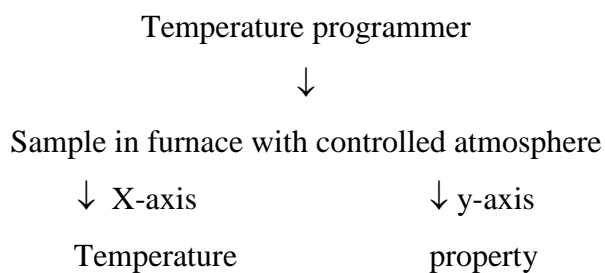 Temperature programmer
↓
Sample in furnace with controlled atmosphere
↓ X-axis ↓ y-axis
Temperature property